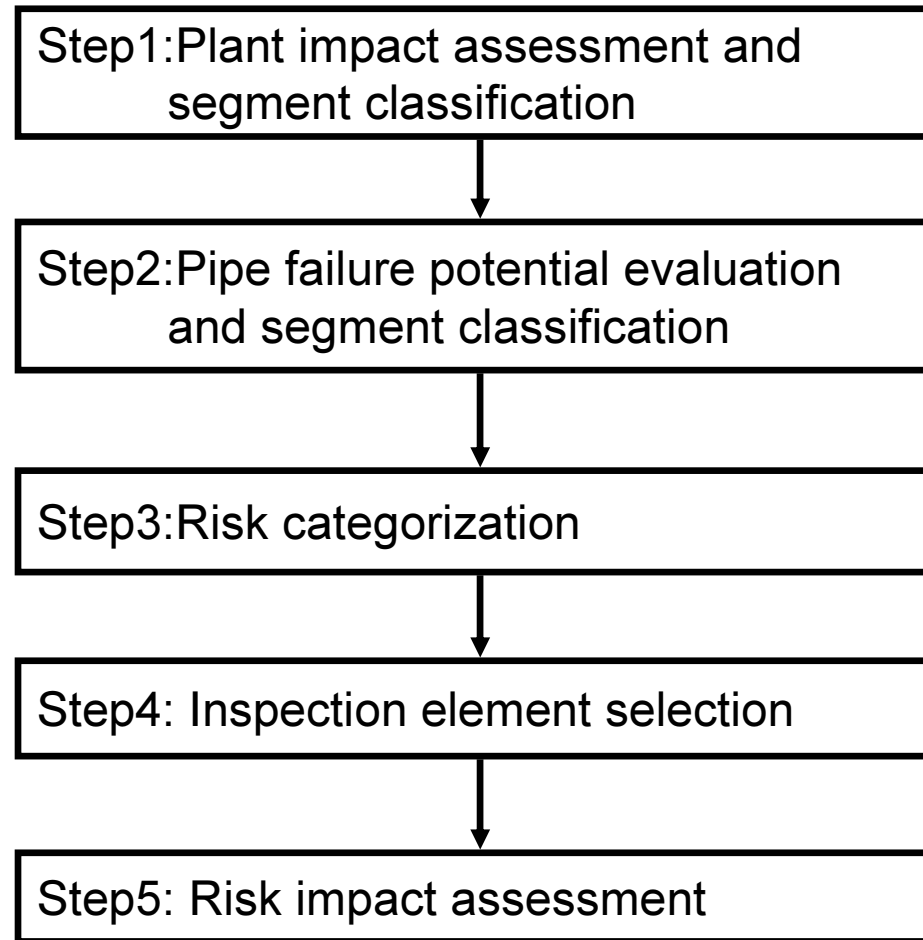 Step1:Plant impact assessment and
segment classification
Step2:Pipe failure potential evaluation
and segment classification
Step3:Risk categorization
Step4: Inspection element selection
Step5: Risk impact assessment